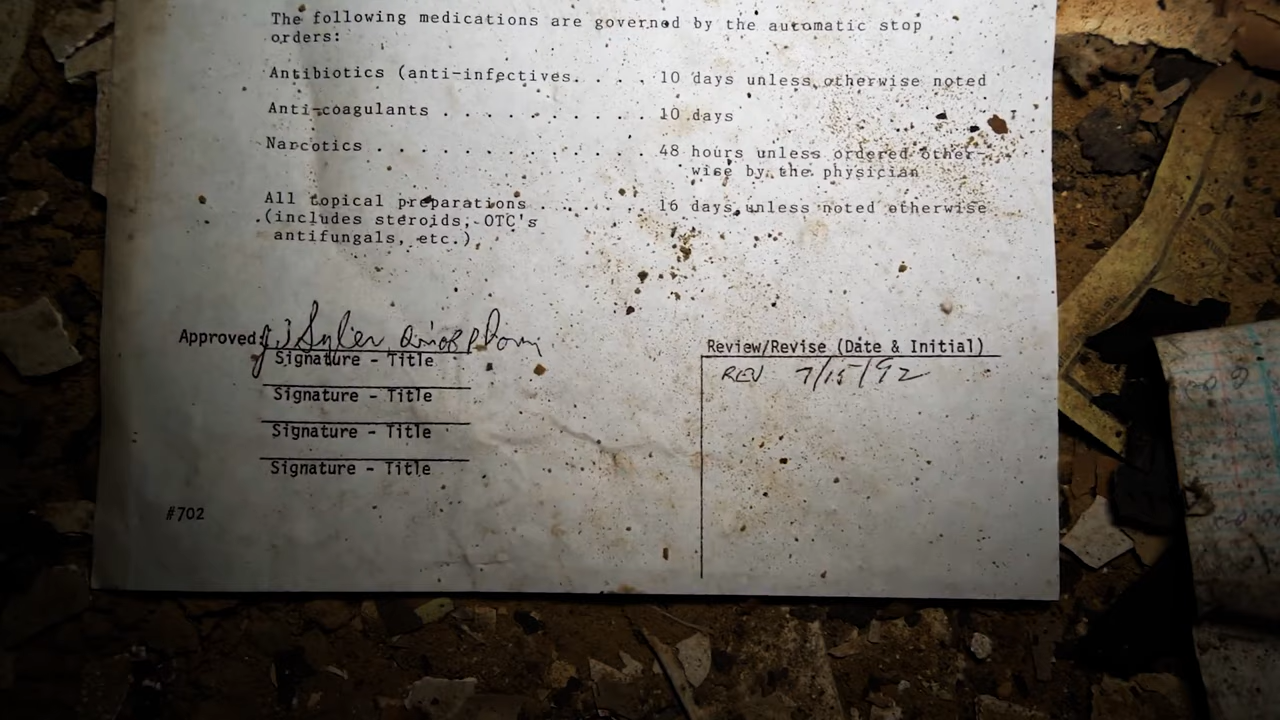 The following medications are governed by the automatic stop
orders:
Antibiotics (anti-infectives. . . . 10 days unless otherwise noted
Anti-coagulants . . . . . . . . . . . 10 days
Narcotics . . . . . . . . . . . . . . 48 hours unless ordered other-
wise by the physician
All topical preparations . . . . . . 16 days unless noted otherwise
(includes steroids, OTC's
antifungals, etc.)
Approved:
Signature - Title
Signature - Title
Signature - Title
Signature - Title
Review/Revise (Date & Initial)
REV 7/15/92
#702